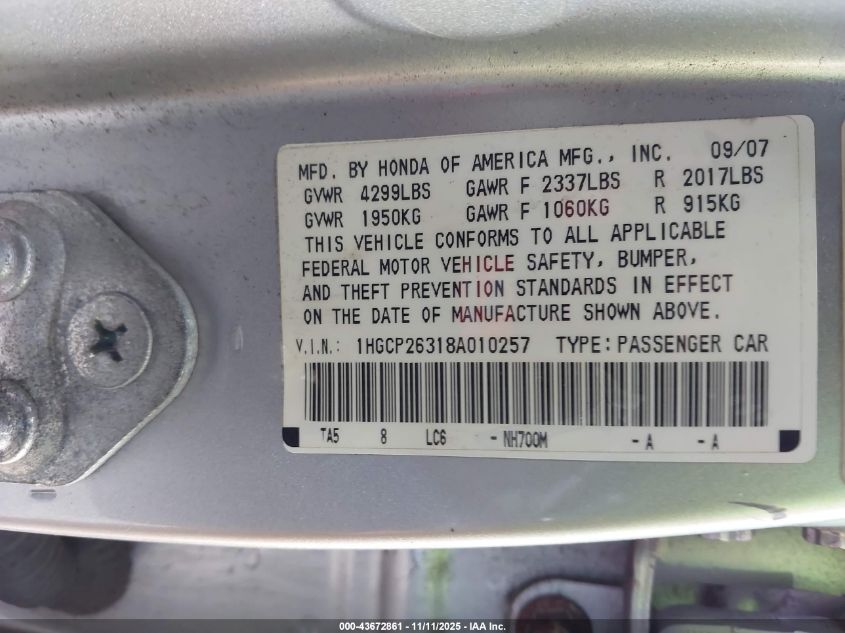 MFD. BY HONDA OF AMERICA MFG., INC. 09/07
GVWR 4299LBS GAWR F 2337LBS R 2017LBS
GVWR 1950KG GAWR F 1060KG R 915KG
THIS VEHICLE CONFORMS TO ALL APPLICABLE
FEDERAL MOTOR VEHICLE SAFETY, BUMPER,
AND THEFT PREVENTION STANDARDS IN EFFECT
ON THE DATE OF MANUFACTURE SHOWN ABOVE.
V.I.N.: 1HGCP26318A010257 TYPE: PASSENGER CAR
TA5 8 LC6 - NH700M - A - A
000-43672861 - 11/11/2025 - IAA Inc.